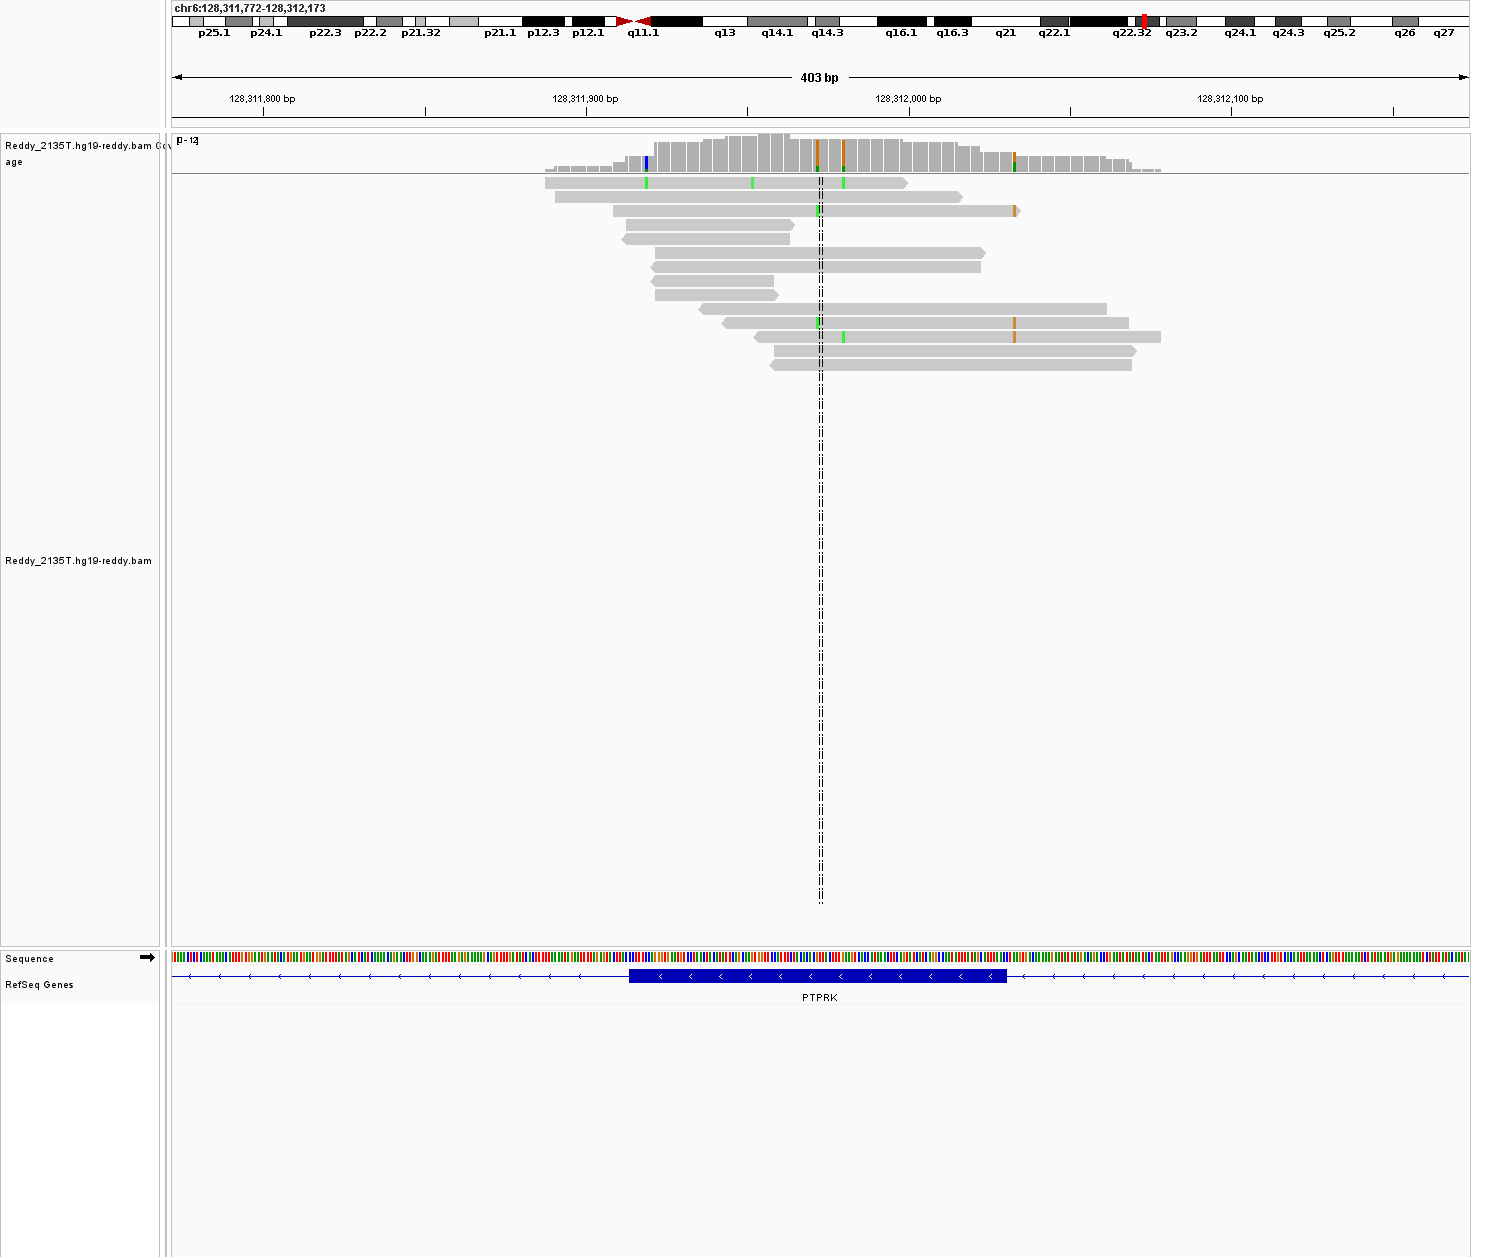 chr6:128,311,772-128,312,173
p25.1 p24.1 p22.3 p22.2 p21.32 p21.1 p12.3 p12.1 q11.1 q13 q14.1 q14.3 q16.1 q16.3 q21 q22.1 q22.32 q23.2 q24.1 q24.3 q25.2 q26 q27
403 bp
128,311,800 bp 128,311,900 bp 128,312,000 bp 128,312,100 bp
Reddy_2135T.hg19-reddy.bam Cov
age
[0 - 12]
Reddy_2135T.hg19-reddy.bam
Sequence
RefSeq Genes
PTPRK